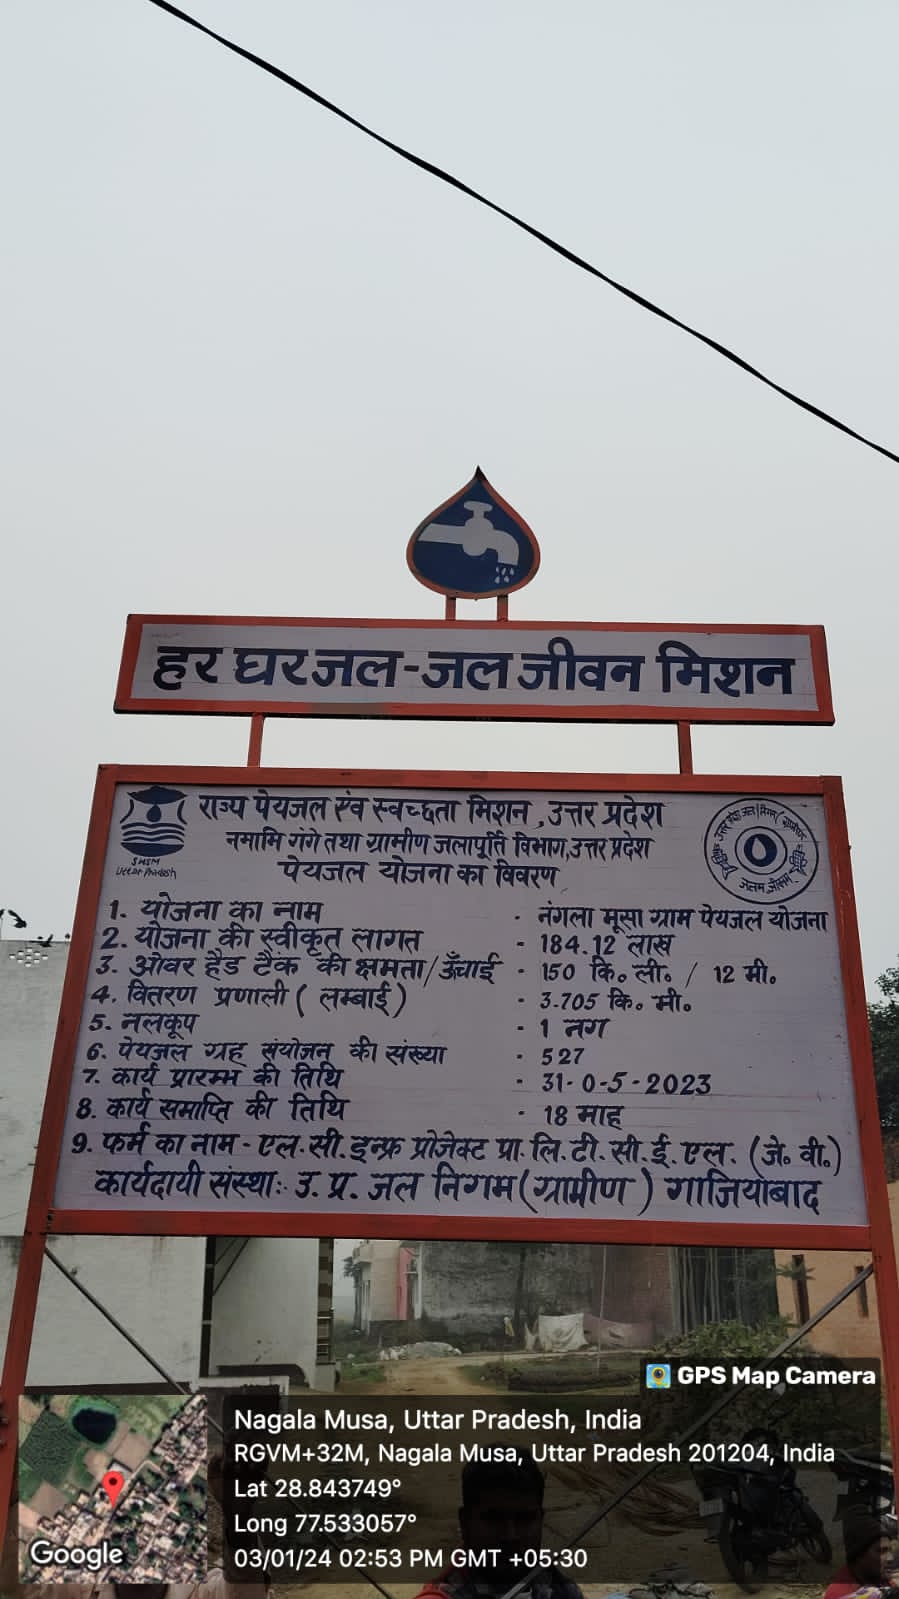 हर घर जल-जल जीवन मिशन
राज्य पेयजल एंव स्वच्छता मिशन, उत्तर प्रदेश
नमामि गंगे तथा ग्रामीण जलापूर्ति विभाग, उत्तर प्रदेश
पेयजल योजना का विवरण
SWSM
Uttar Pradesh
1. योजना का नाम - नंगला मूसा ग्राम पेयजल योजना
2. योजना की स्वीकृत लागत - 184.12 लाख
3. ओवर हैड टैंक की क्षमता/ऊँचाई - 150 कि. ली. / 12 मी.
4. वितरण प्रणाली (लम्बाई) - 3.705 कि. मी.
5. नलकूप - 1 नग
6. पेयजल ग्रह संयोजन की संख्या - 527
7. कार्य प्रारम्भ की तिथि - 31-0-5-2023
8. कार्य समाप्ति की तिथि - 18 माह
9. फर्म का नाम - एल.सी.इन्फ्र प्रोजेक्ट प्रा.लि.टी.सी.ई.एल. (जे. वी.)
कार्यदायी संस्था:- उ. प्र. जल निगम (ग्रामीण) गाजियाबाद
GPS Map Camera
Nagala Musa, Uttar Pradesh, India
RGVM+32M, Nagala Musa, Uttar Pradesh 201204, India
Lat 28.843749°
Long 77.533057°
03/01/24 02:53 PM GMT +05:30
Google